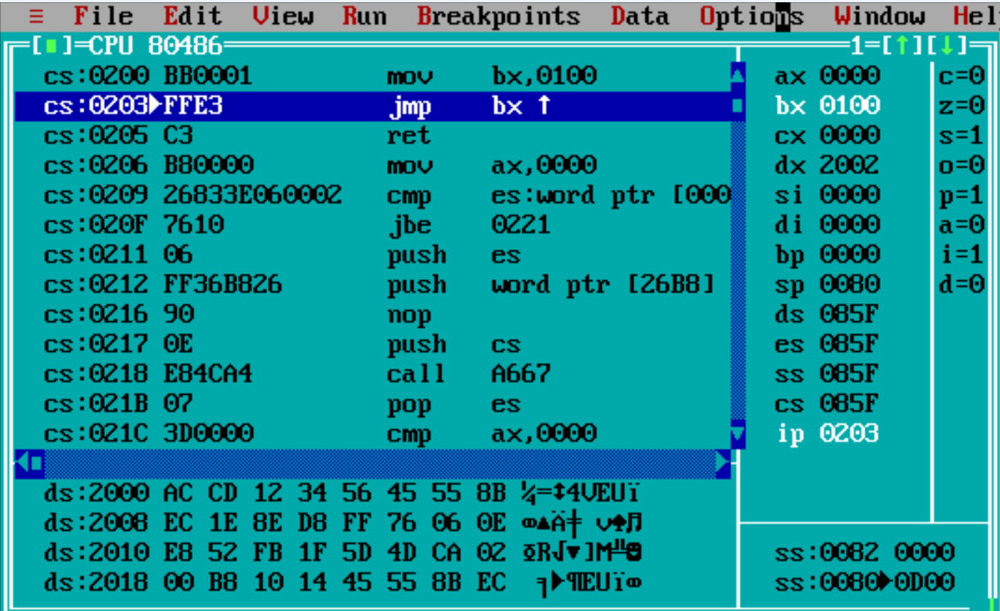 ≡ File Edit View Run Breakpoints Data Options Window Hel
[■]=CPU 80486 1=[↑][↓]
cs:0200 BB0001 mov bx,0100 ax 0000 c=0
cs:0203▶FFE3 jmp bx ↑ bx 0100 z=0
cs:0205 C3 ret cx 0000 s=1
cs:0206 B80000 mov ax,0000 dx 2002 o=0
cs:0209 26833E060002 cmp es:word ptr [000 si 0000 p=1
cs:020F 7610 jbe 0221 di 0000 a=0
cs:0211 06 push es bp 0000 i=1
cs:0212 FF36B826 push word ptr [26B8] sp 0080 d=0
cs:0216 90 nop ds 085F
cs:0217 0E push cs es 085F
cs:0218 E84CA4 call A667 ss 085F
cs:021B 07 pop es cs 085F
cs:021C 3D0000 cmp ax,0000 ip 0203
ds:2000 AC CD 12 34 56 45 55 8B ¼=↕4VEUï
ds:2008 EC 1E 8E D8 FF 76 06 0E ∞▲Ä╪ v♠♫
ds:2010 E8 52 FB 1F 5D 4D CA 02 ΦR√▼]M╩☻ ss:0082 0000
ds:2018 00 B8 10 14 45 55 8B EC ╕►¶EUï∞ ss:0080▶0D00